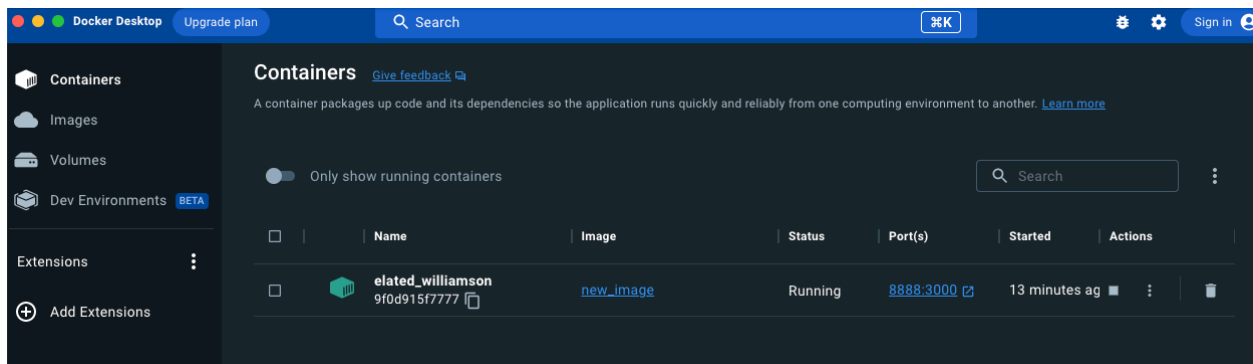 Docker Desktop Upgrade plan Search ⌘K Sign in
Containers
Images
Volumes
Dev Environments BETA
Extensions
Add Extensions
Containers Give feedback
A container packages up code and its dependencies so the application runs quickly and reliably from one computing environment to another. Learn more
Only show running containers Search
Name Image Status Port(s) Started Actions
elated_williamson
9f0d915f7777 new_image Running 8888:3000 13 minutes ag